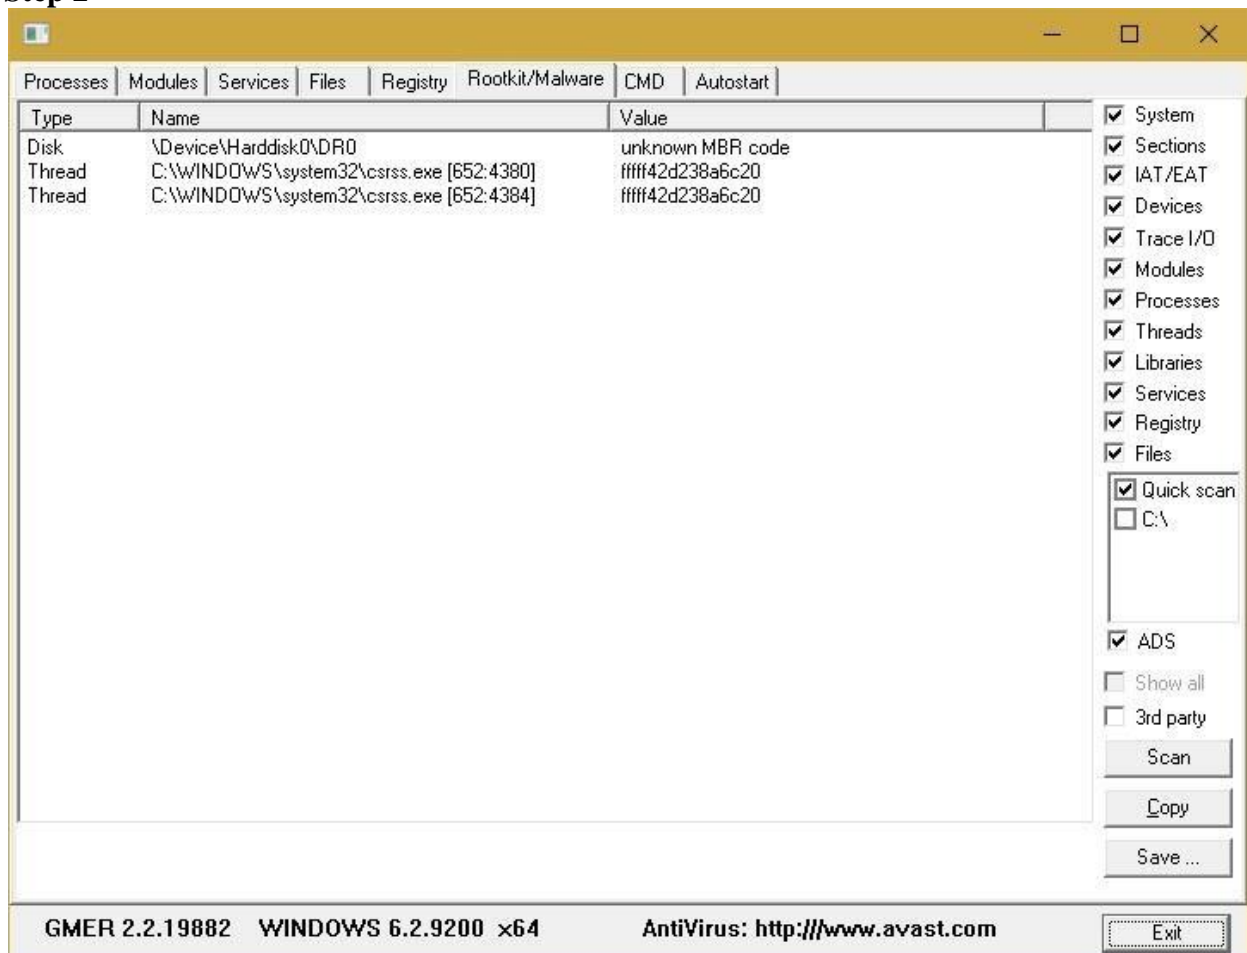 Processes Modules Services Files Registry Rootkit/Malware CMD Autostart
Type Name Value
Disk \Device\Harddisk0\DR0 unknown MBR code
Thread C:\WINDOWS\system32\csrss.exe [652:4380] fffff42d238a6c20
Thread C:\WINDOWS\system32\csrss.exe [652:4384] fffff42d238a6c20
System
Sections
IAT/EAT
Devices
Trace I/O
Modules
Processes
Threads
Libraries
Services
Registry
Files
Quick scan
C:\
ADS
Show all
3rd party
Scan
Copy
Save ...
GMER 2.2.19882 WINDOWS 6.2.9200 x64 AntiVirus: http:///www.avast.com Exit